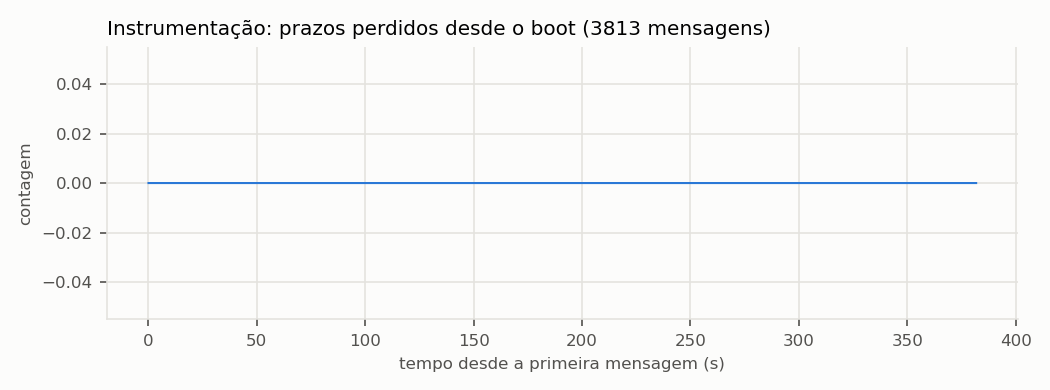 Instrumentação: prazos perdidos desde o boot (3813 mensagens)
0.04
0.02
0.00
−0.02
−0.04
contagem
0 50 100 150 200 250 300 350 400
tempo desde a primeira mensagem (s)